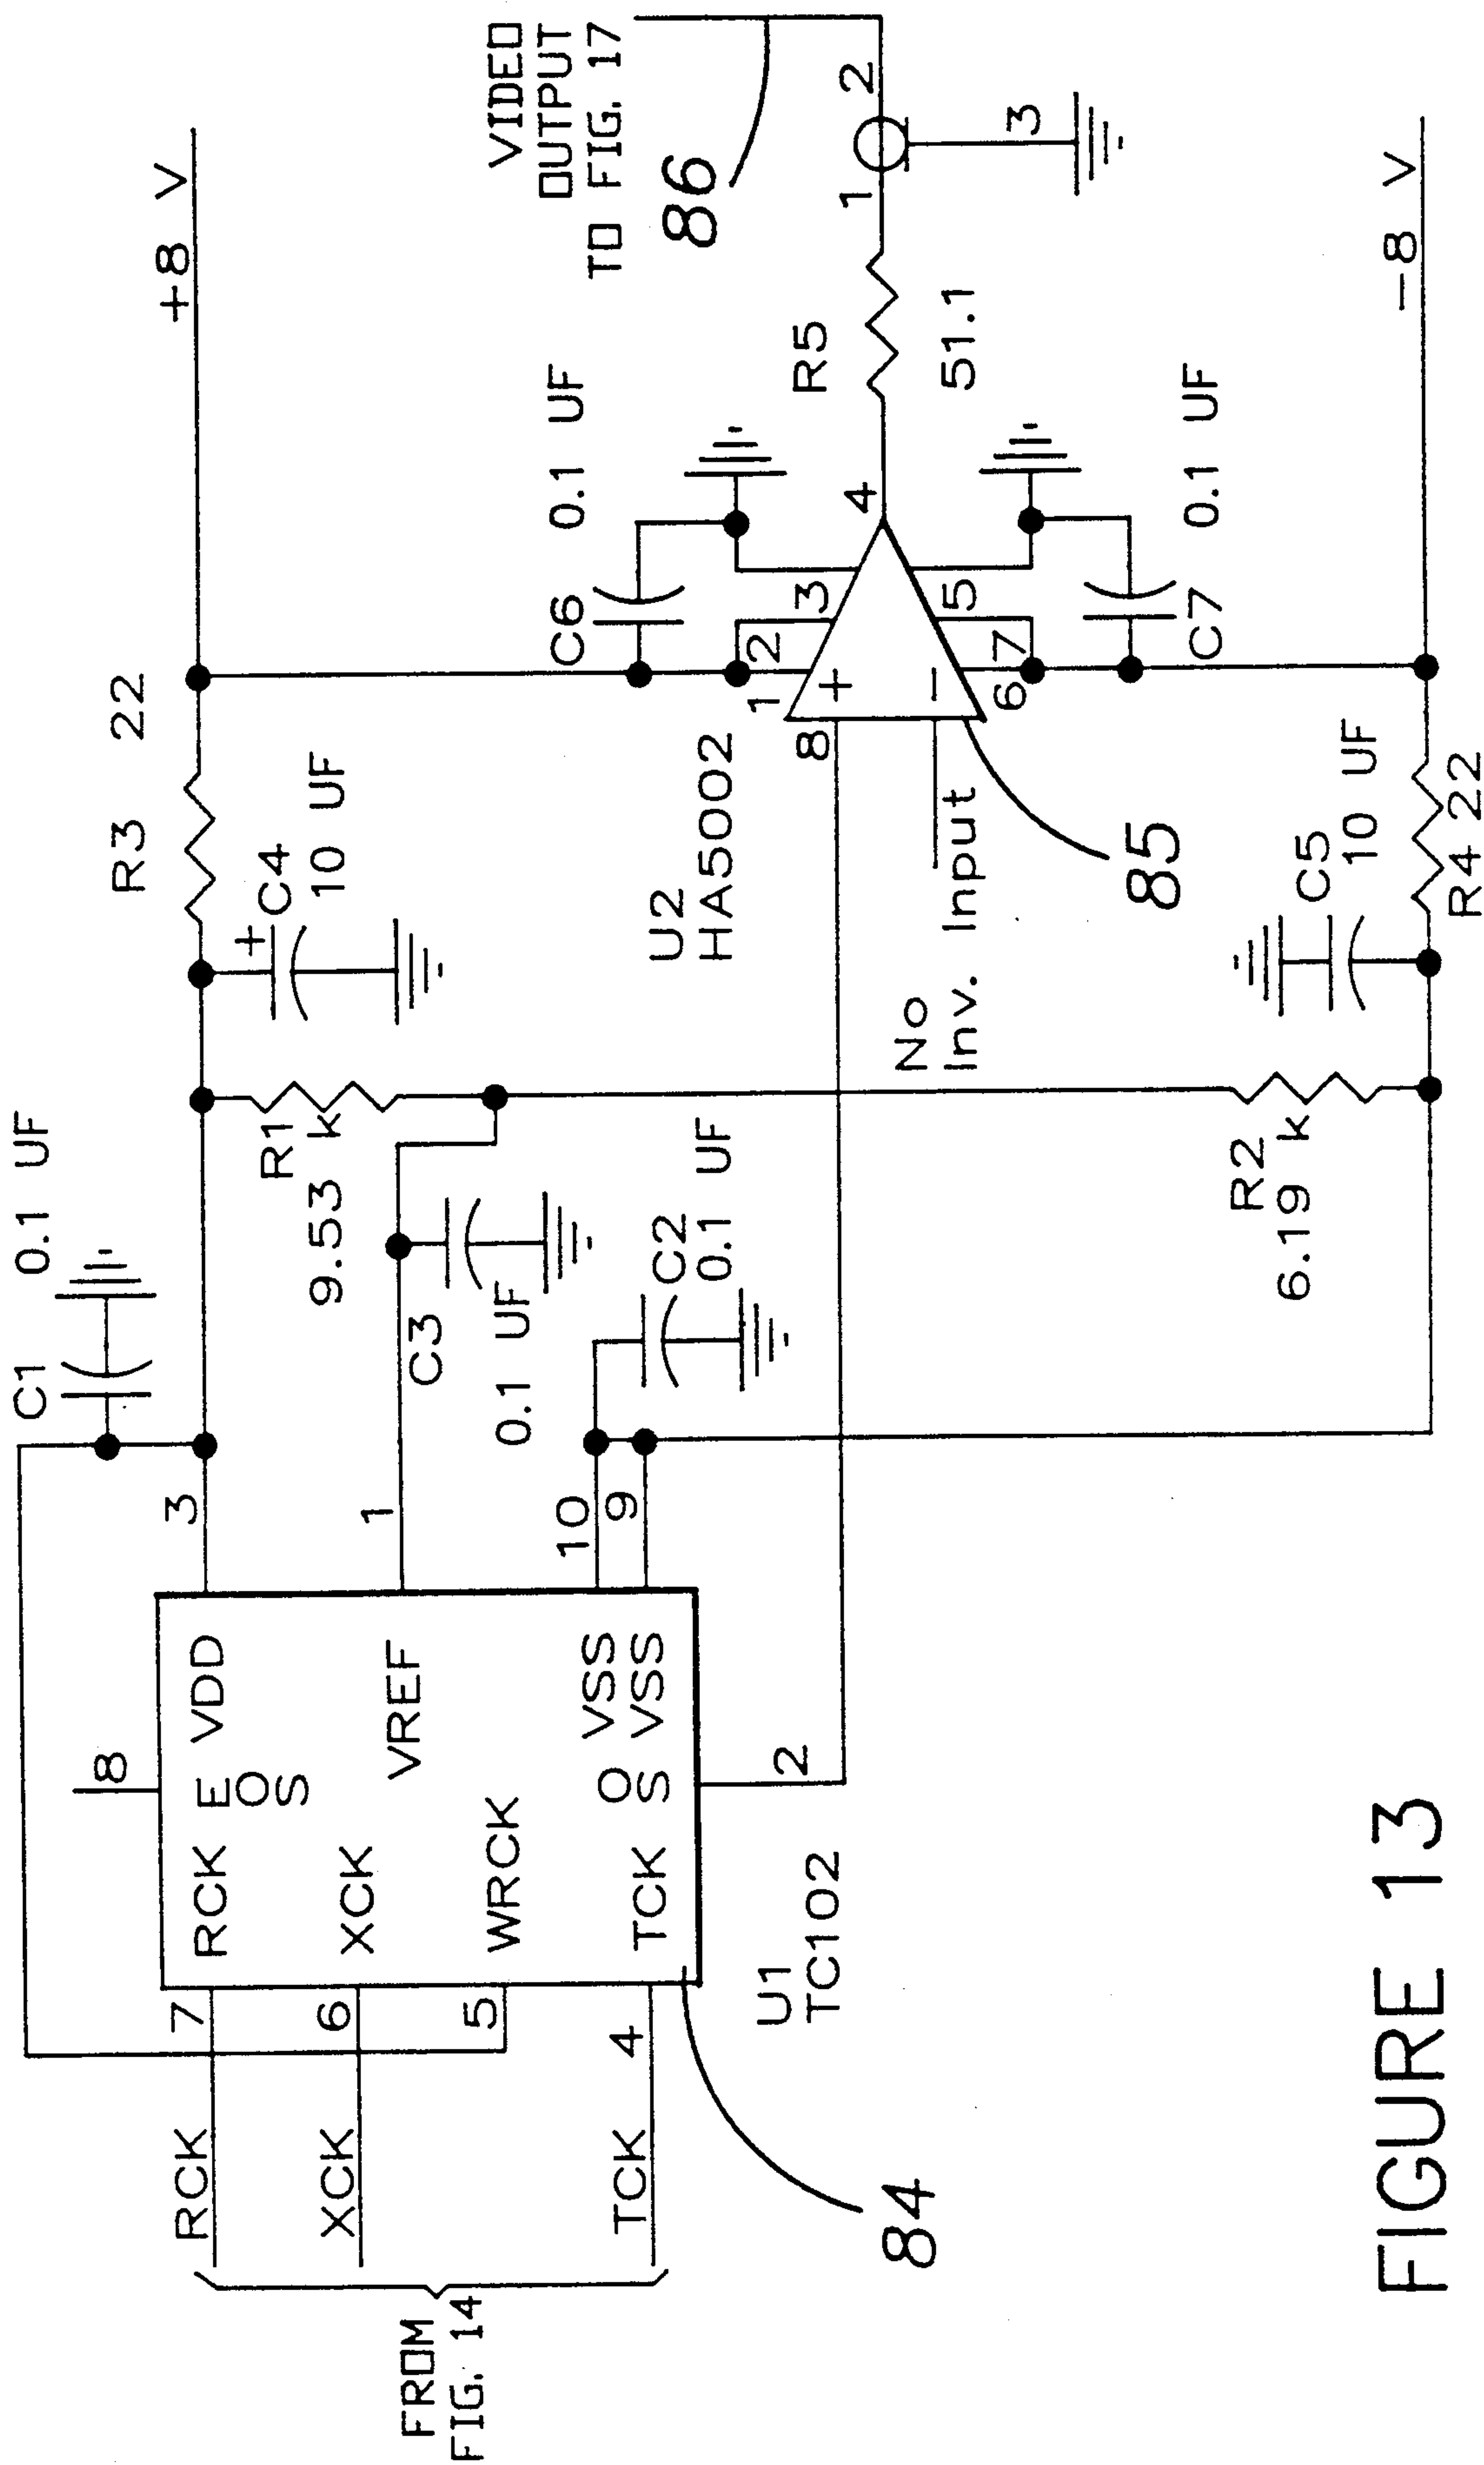 C1 0.1 UF
R3 22
+8 V
VIDEO
OUTPUT
TO FIG. 17
86
C4
+
10 UF
R1
9.53 k
C3
0.1 UF
C2
0.1 UF
C6 0.1 UF
U2
HA5002
1
2
3
4
5
6
7
8
+
−
R5
51.1
1
2
3
No
Inv. Input
85
C7 0.1 UF
C5
10 UF
R4 22
−8 V
R2
6.19 k
3
1
10
9
2
8
7
6
5
4
RCK
E
O
S
VDD
XCK
VREF
WRCK
VSS
TCK
O
S
VSS
U1
TC102
84
RCK
XCK
TCK
FROM
FIG. 14
FIGURE 13